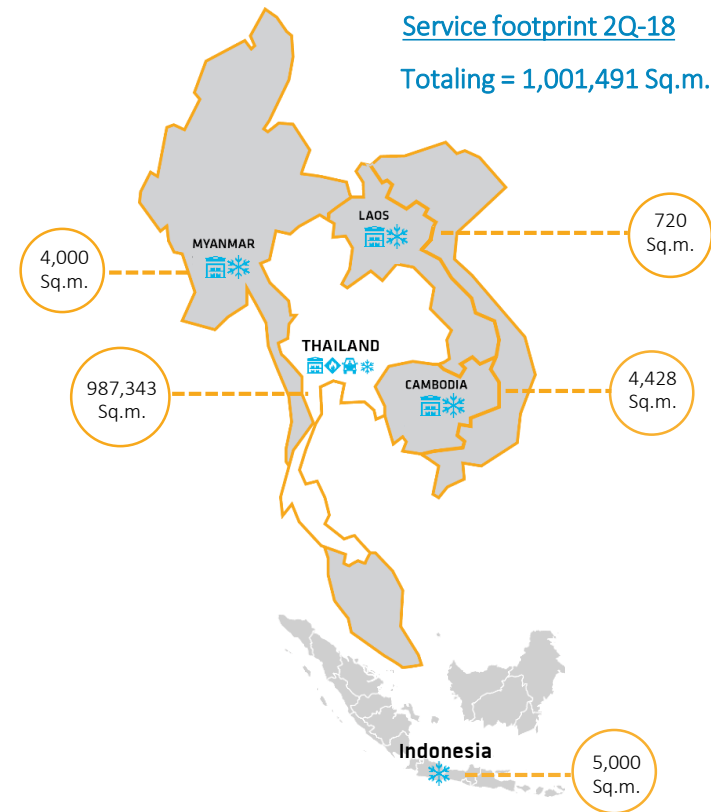 Service footprint 2Q-18
Totaling = 1,001,491 Sq.m.
LAOS
720
Sq.m.
MYANMAR
4,000
Sq.m.
THAILAND
987,343
Sq.m.
CAMBODIA
4,428
Sq.m.
Indonesia
5,000
Sq.m.